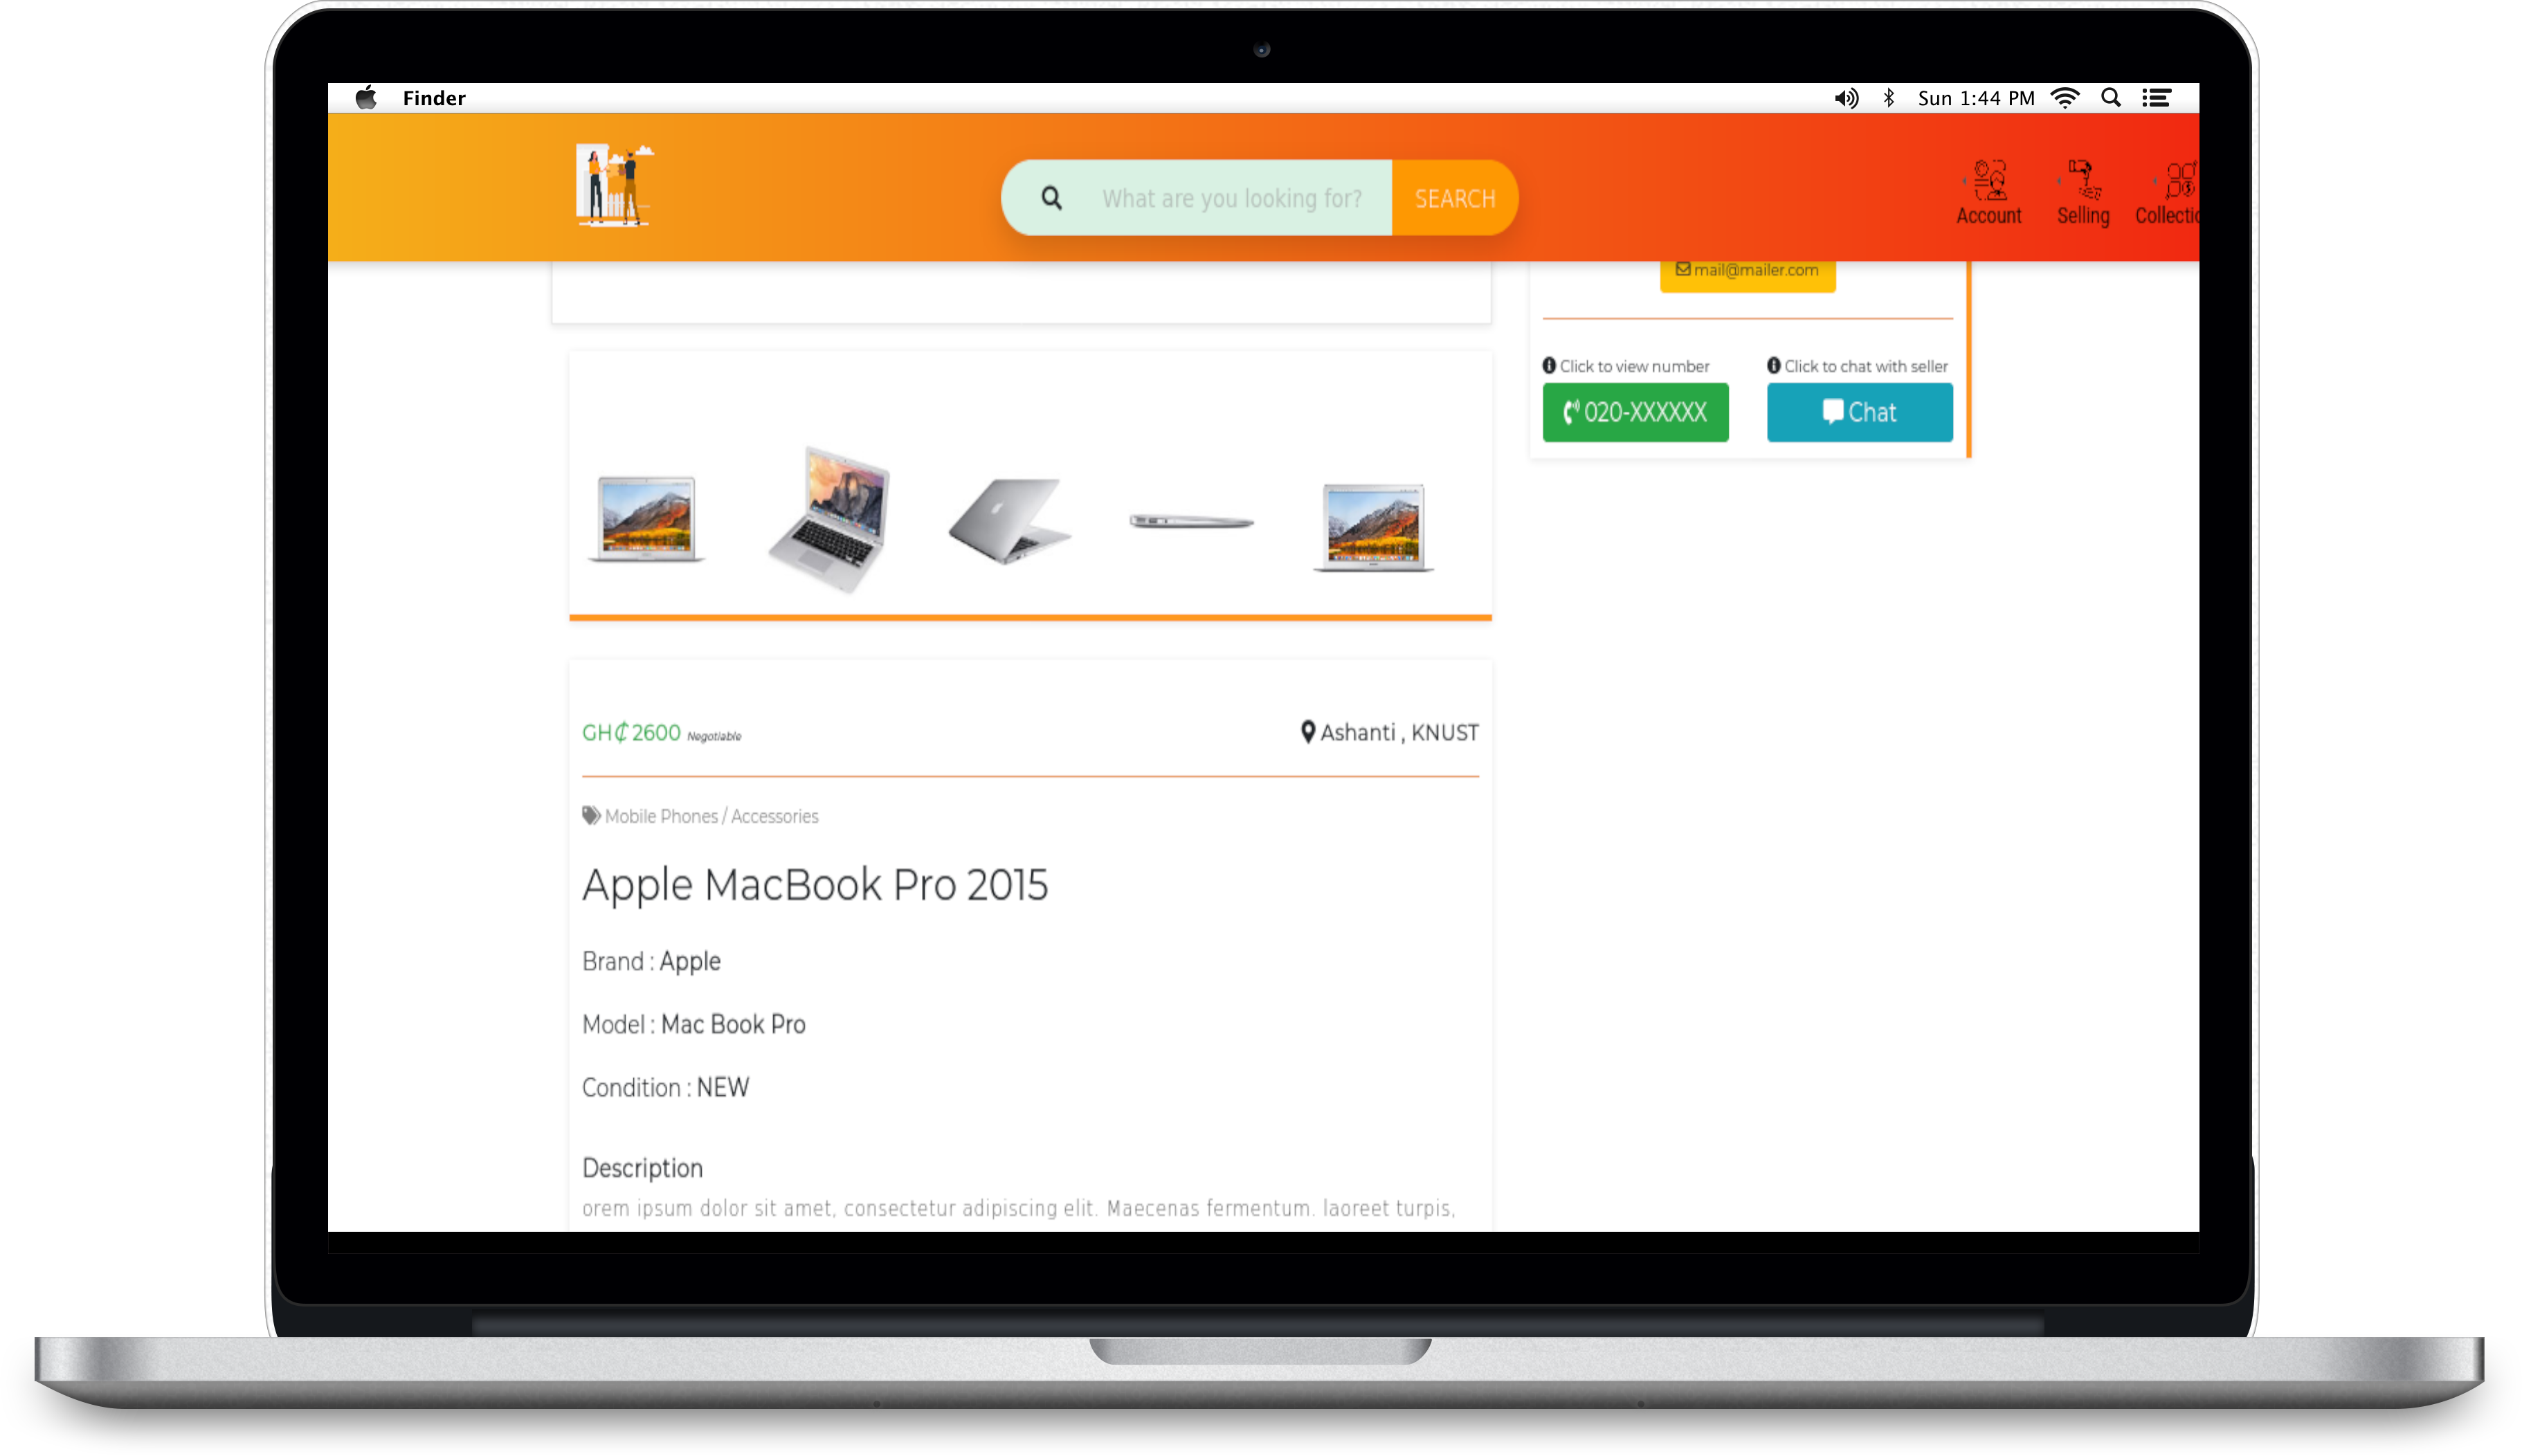 Finder
Sun 1:44 PM
What are you looking for?
SEARCH
Account
Selling
Collectio
mail@mailer.com
Click to view number
020-XXXXXX
Click to chat with seller
Chat
GH₵ 2600 Negotiable
Ashanti , KNUST
Mobile Phones / Accessories
Apple MacBook Pro 2015
Brand : Apple
Model : Mac Book Pro
Condition : NEW
Description
orem ipsum dolor sit amet, consectetur adipiscing elit. Maecenas fermentum. laoreet turpis,